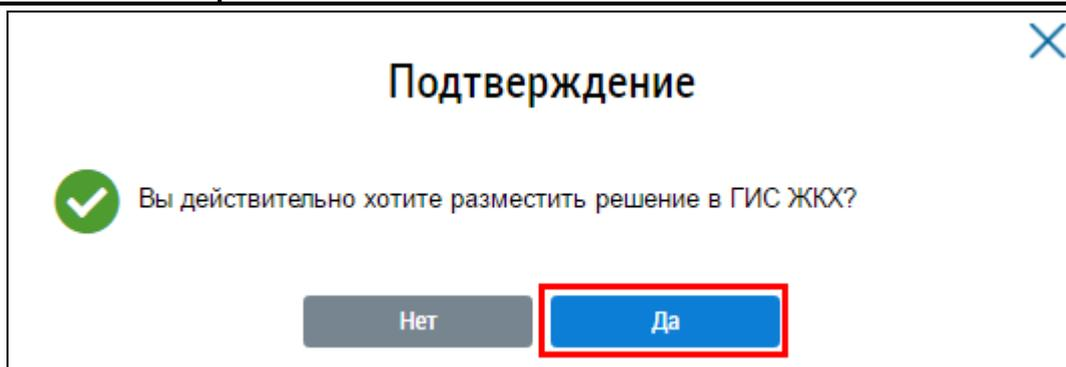 Подтверждение
Вы действительно хотите разместить решение в ГИС ЖКХ?
Нет
Да